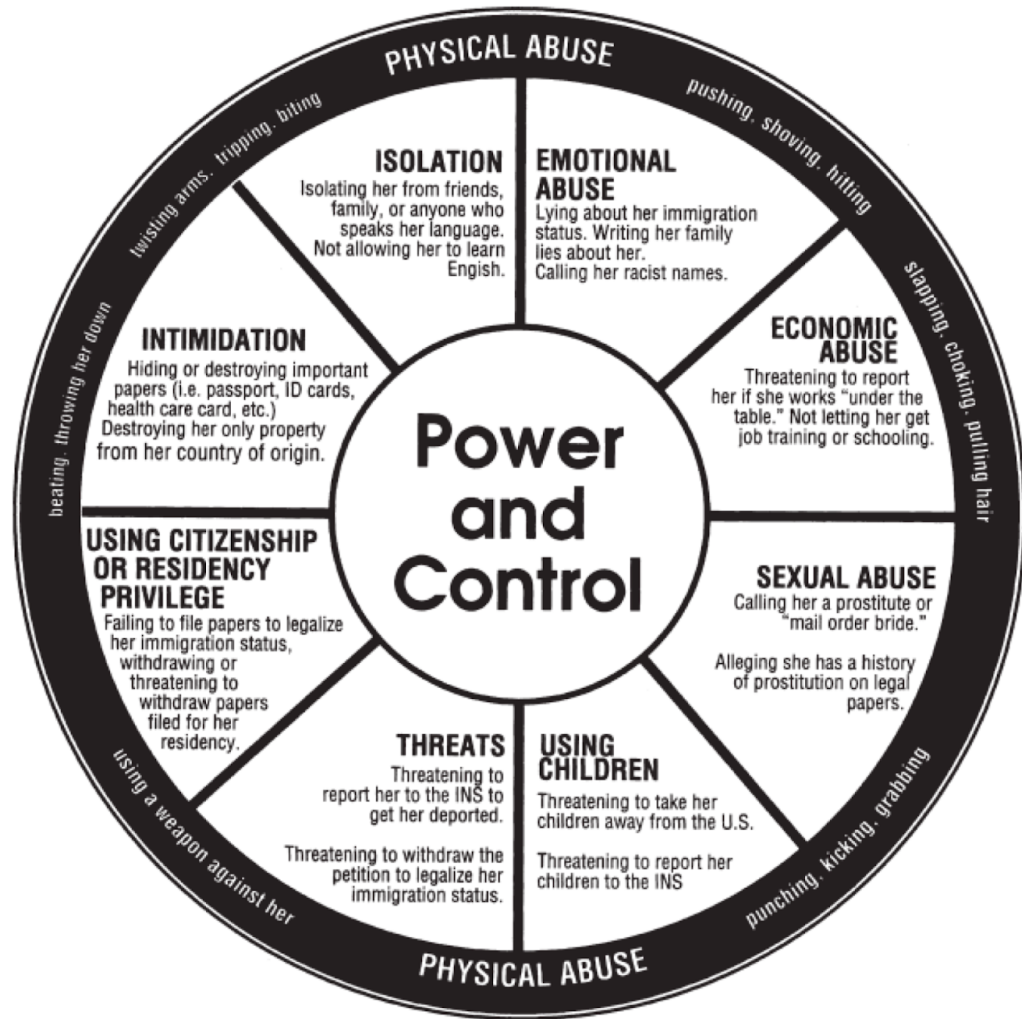 PHYSICAL ABUSE
twisting arms. tripping. biting
pushing. shoving. hitting
beating. throwing her down
slapping. choking. pulling hair
ISOLATION
Isolating her from friends,
family, or anyone who
speaks her language.
Not allowing her to learn
Engish.
EMOTIONAL
ABUSE
Lying about her immigration
status. Writing her family
lies about her.
Calling her racist names.
INTIMIDATION
Hiding or destroying important
papers (i.e. passport, ID cards,
health care card, etc.)
Destroying her only property
from her country of origin.
ECONOMIC
ABUSE
Threatening to report
her if she works “under the
table.” Not letting her get
job training or schooling.
Power
and
Control
USING CITIZENSHIP
OR RESIDENCY
PRIVILEGE
Failing to file papers to legalize
her immigration status,
withdrawing or
threatening to
withdraw papers
filed for her
residency.
SEXUAL ABUSE
Calling her a prostitute or
“mail order bride.”
Alleging she has a history
of prostitution on legal
papers.
THREATS
Threatening to
report her to the INS to
get her deported.
Threatening to withdraw the
petition to legalize her
immigration status.
USING
CHILDREN
Threatening to take her
children away from the U.S.
Threatening to report her
children to the INS
using a weapon against her
punching. kicking. grabbing
PHYSICAL ABUSE